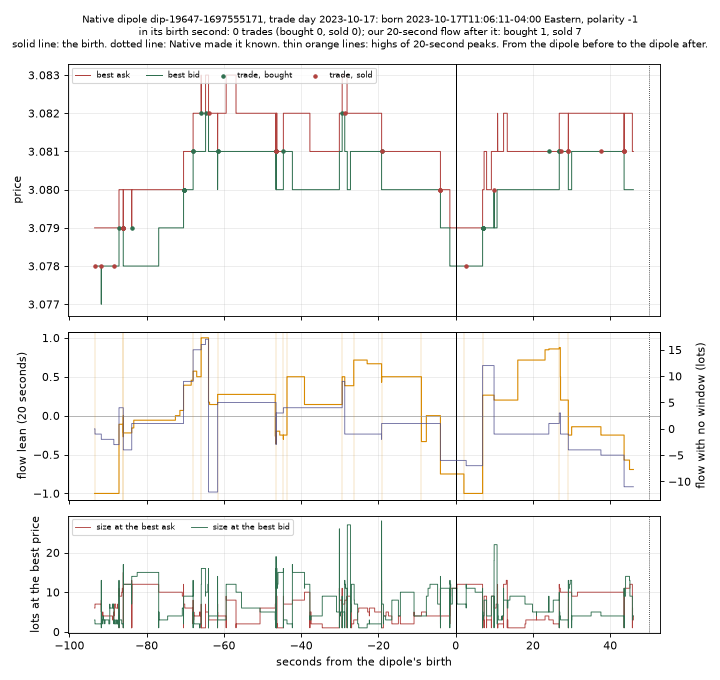 Native dipole dip-19647-1697555171, trade day 2023-10-17: born 2023-10-17T11:06:11-04:00 Eastern, polarity -1
in its birth second: 0 trades (bought 0, sold 0); our 20-second flow after it: bought 1, sold 7
solid line: the birth. dotted line: Native made it known. thin orange lines: highs of 20-second peaks. From the dipole before to the dipole after.
best ask
best bid
trade, bought
trade, sold
3.083
3.082
3.081
3.080
3.079
3.078
3.077
price
1.0
0.5
0.0
−0.5
−1.0
flow lean (20 seconds)
15
10
5
0
−5
−10
flow with no window (lots)
size at the best ask
size at the best bid
20
10
0
lots at the best price
−100
−80
−60
−40
−20
0
20
40
seconds from the dipole's birth